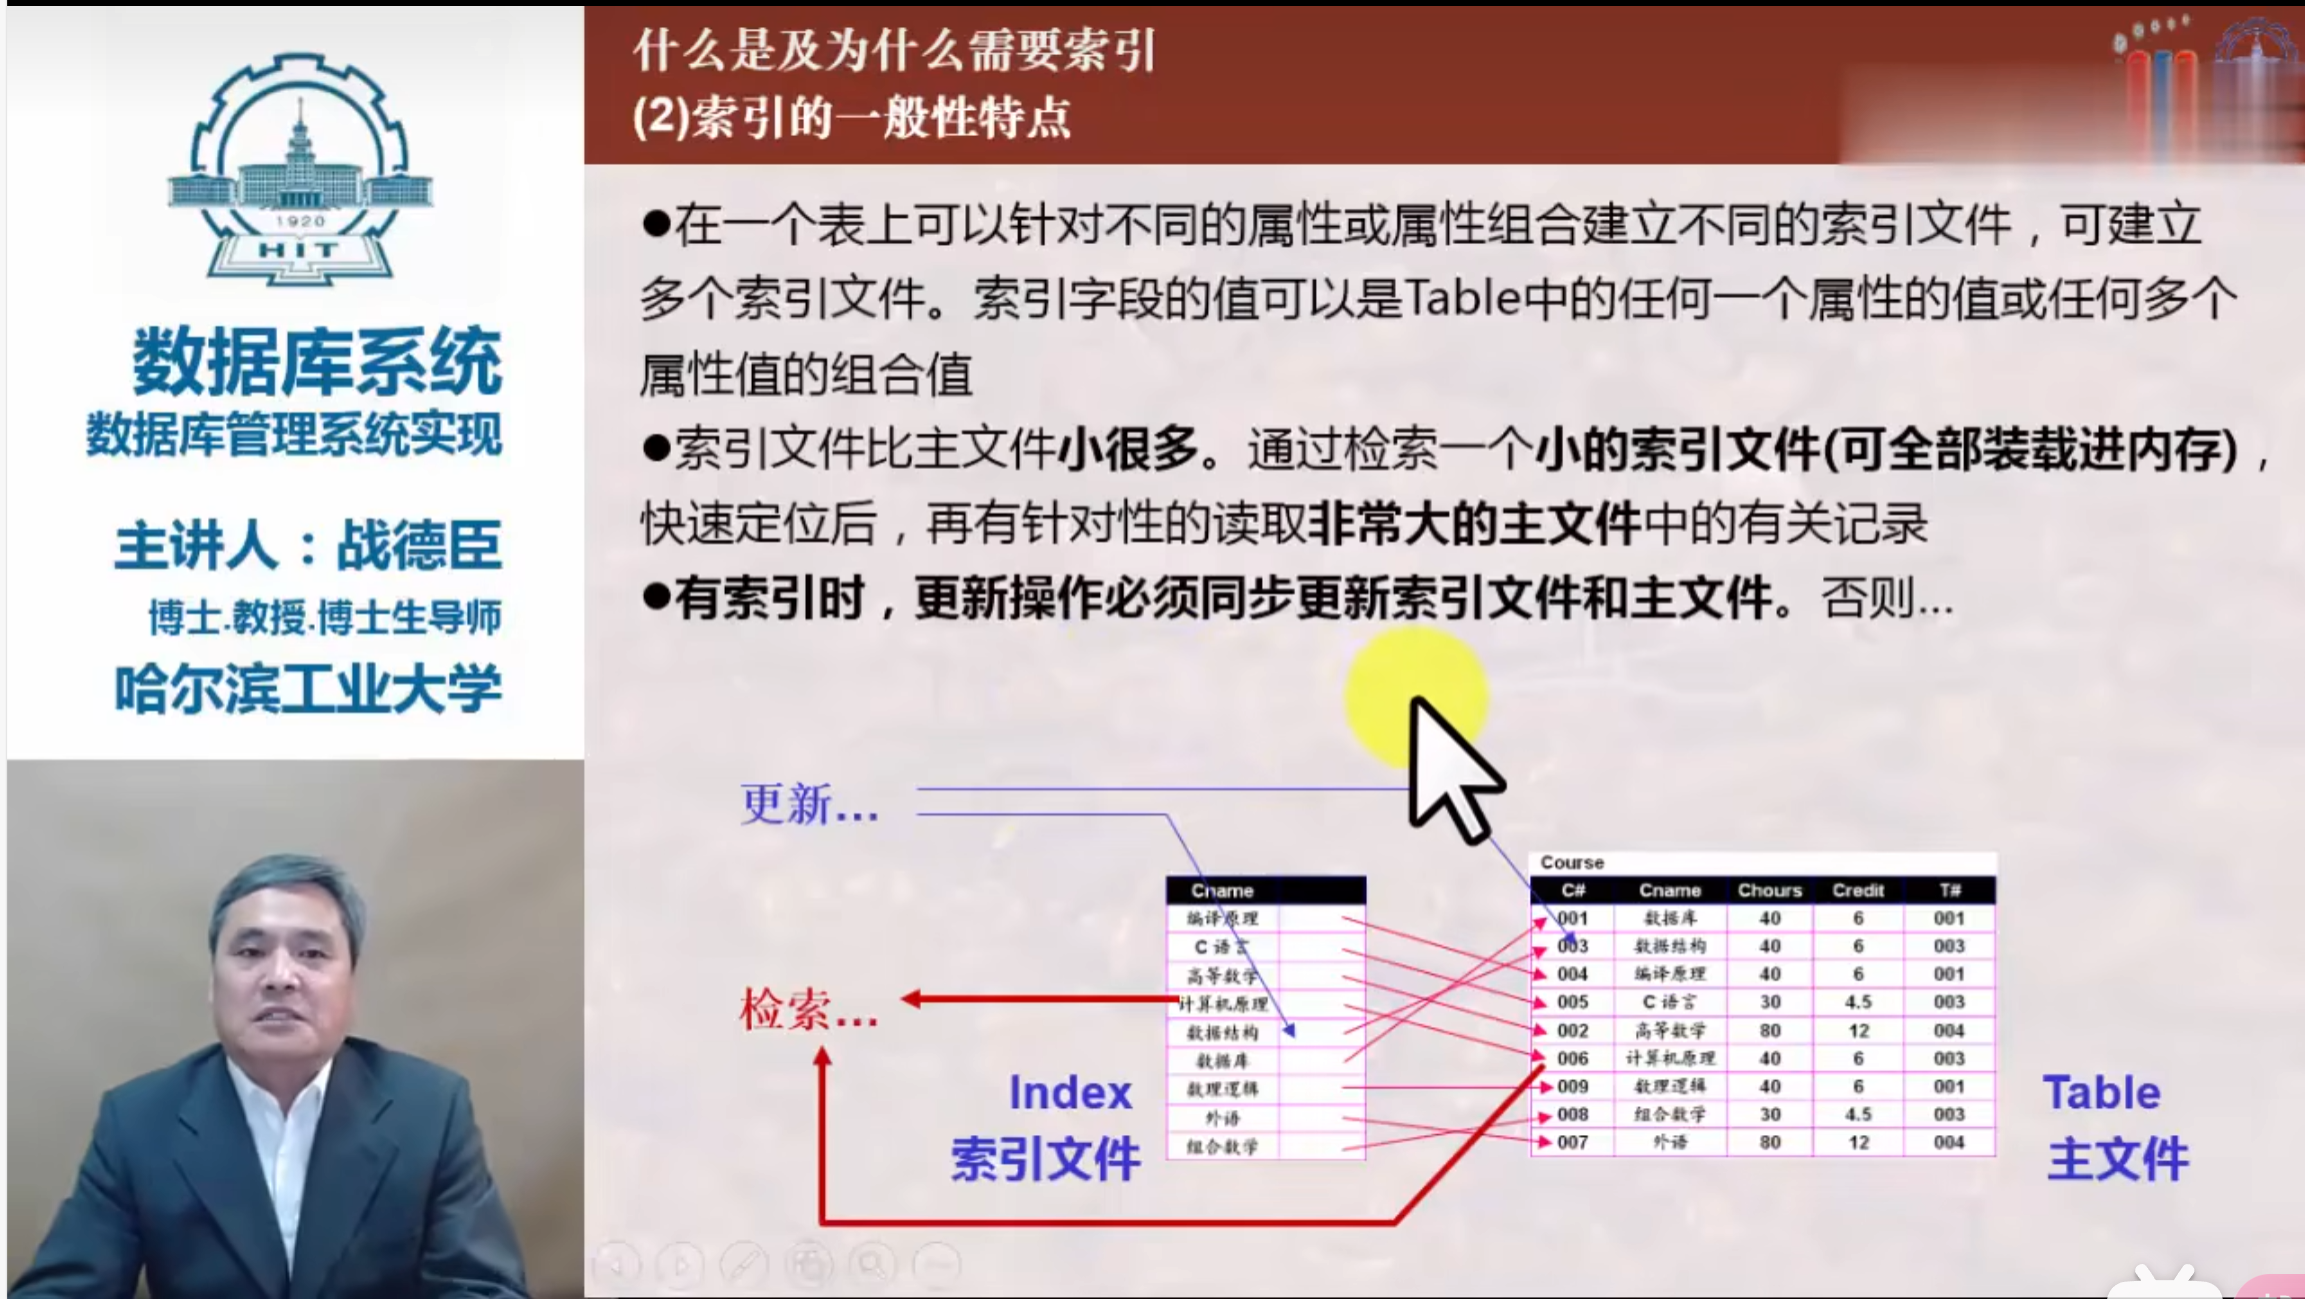 什么是及为什么需要索引
(2)索引的一般性特点
1920
HIT
数据库系统
数据库管理系统实现
主讲人：战德臣
博士.教授.博士生导师
哈尔滨工业大学
●在一个表上可以针对不同的属性或属性组合建立不同的索引文件，可建立
多个索引文件。索引字段的值可以是Table中的任何一个属性的值或任何多个
属性值的组合值
●索引文件比主文件小很多。通过检索一个小的索引文件(可全部装载进内存)，
快速定位后，再有针对性的读取非常大的主文件中的有关记录
●有索引时，更新操作必须同步更新索引文件和主文件。否则...
更新...
检索...
Index
索引文件
Cname
编译原理
C 语言
高等数学
计算机原理
数据结构
数据库
数理逻辑
外语
组合数学
Course
C# Cname Chours Credit T#
001 数据库 40 6 001
003 数据结构 40 6 003
004 编译原理 40 6 001
005 C 语言 30 4.5 003
002 高等数学 80 12 004
006 计算机原理 40 6 003
009 数理逻辑 40 6 001
008 组合数学 30 4.5 003
007 外语 80 12 004
Table
主文件